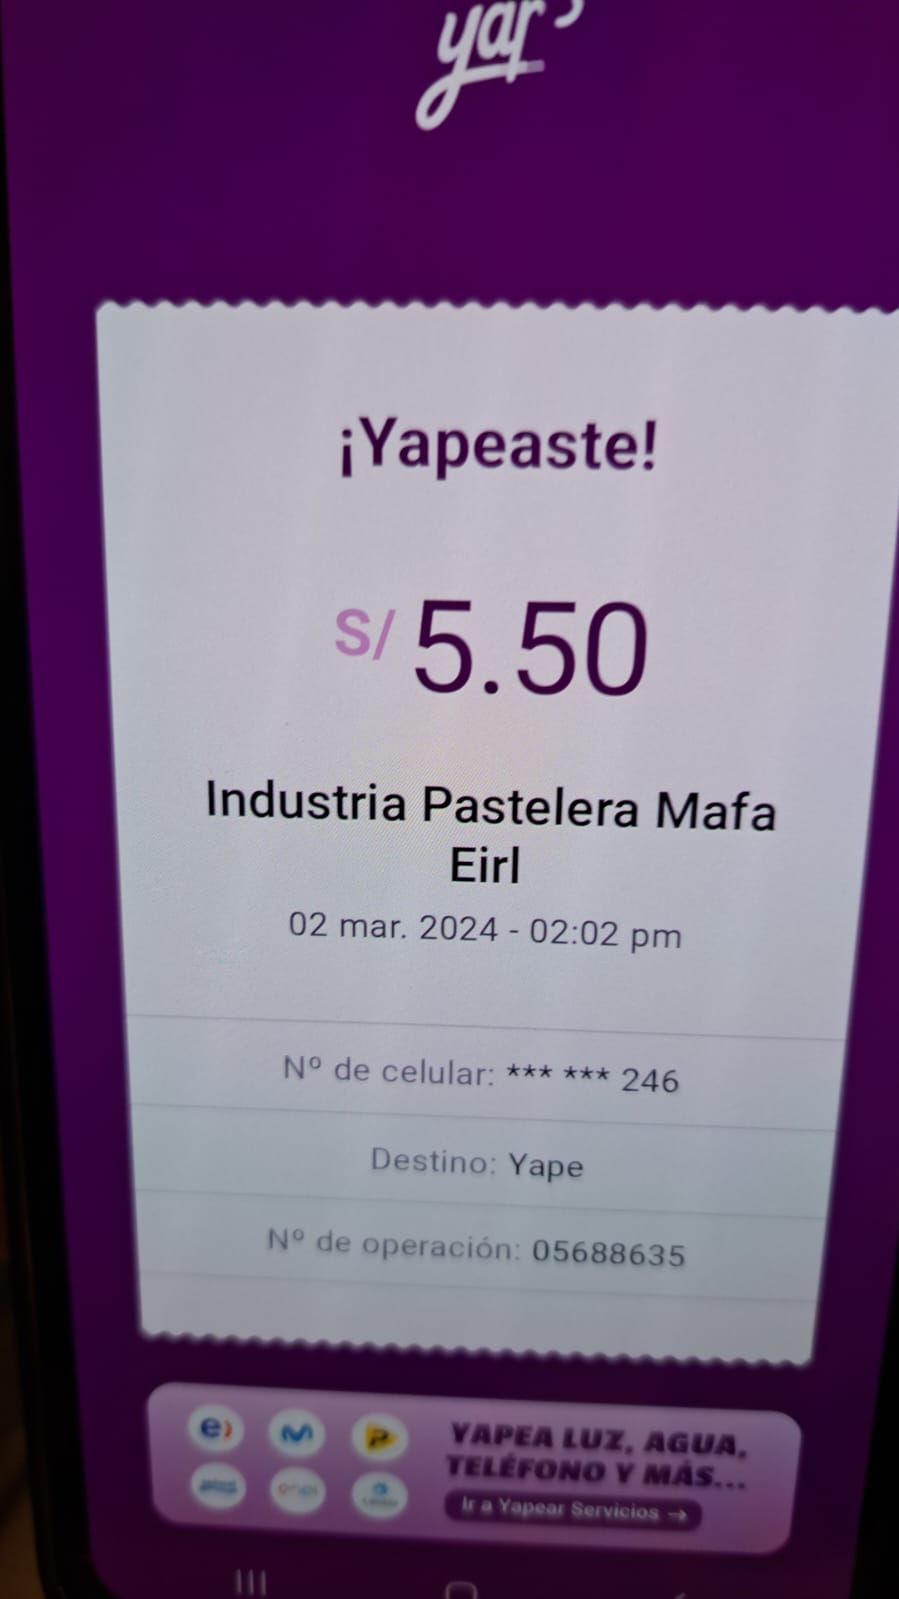 ¡Yapeaste!
S/ 5.50
Industria Pastelera Mafa
Eirl
02 mar. 2024 - 02:02 pm
Nº de celular: *** *** 246
Destino: Yape
Nº de operación: 05688635
YAPEA LUZ, AGUA,
TELÉFONO Y MÁS...
Ir a Yapear Servicios →